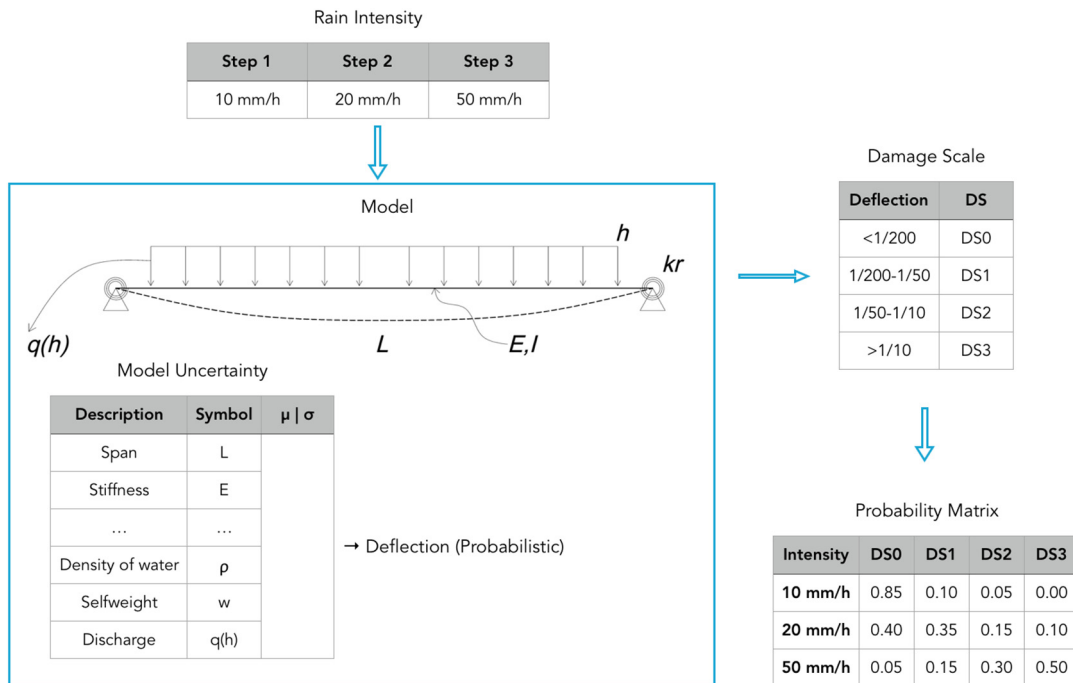 Rain Intensity
Step 1 Step 2 Step 3
10 mm/h 20 mm/h 50 mm/h
Model
h
kr
q(h)
L
E,I
Model Uncertainty
Description Symbol μ | σ
Span L
Stiffness E
... ...
Density of water ρ
Selfweight w
Discharge q(h)
→ Deflection (Probabilistic)
Damage Scale
Deflection DS
<1/200 DS0
1/200-1/50 DS1
1/50-1/10 DS2
>1/10 DS3
Probability Matrix
Intensity DS0 DS1 DS2 DS3
10 mm/h 0.85 0.10 0.05 0.00
20 mm/h 0.40 0.35 0.15 0.10
50 mm/h 0.05 0.15 0.30 0.50